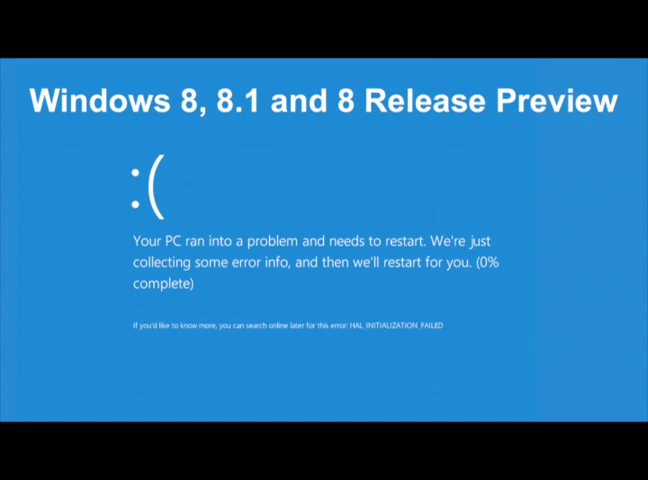 Windows 8, 8.1 and 8 Release Preview
:(
Your PC ran into a problem and needs to restart. We're just
collecting some error info, and then we'll restart for you. (0%
complete)
If you'd like to know more, you can search online later for this error: HAL_INITIALIZATION_FAILED